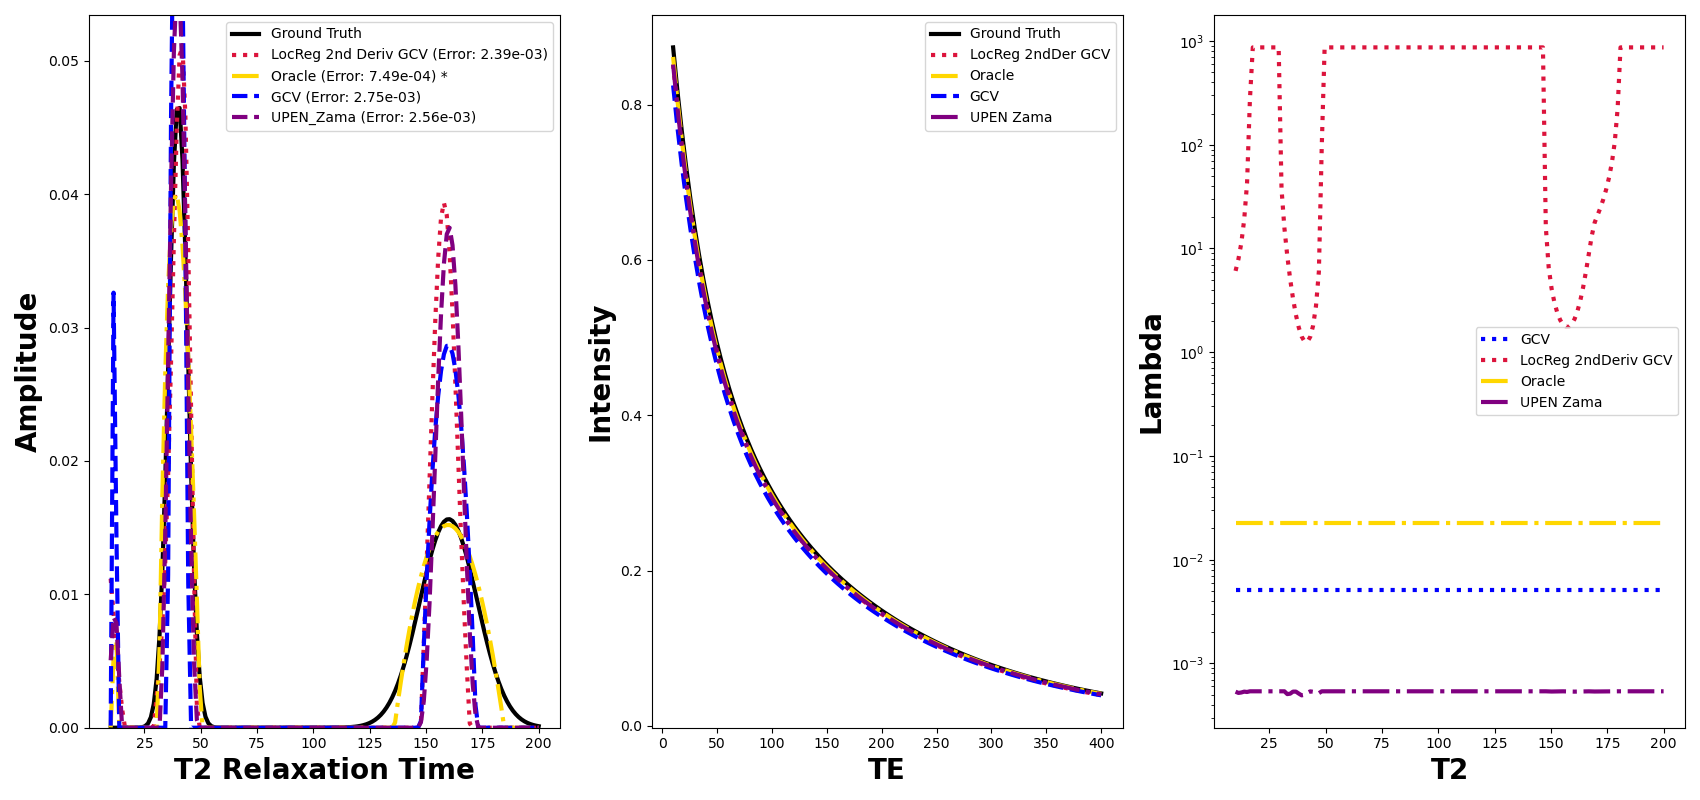 Amplitude
0.05
0.04
0.03
0.02
0.01
0.00
Ground Truth
LocReg 2nd Deriv GCV (Error: 2.39e-03)
Oracle (Error: 7.49e-04) *
GCV (Error: 2.75e-03)
UPEN_Zama (Error: 2.56e-03)
25 50 75 100 125 150 175 200
T2 Relaxation Time
Intensity
0.8
0.6
0.4
0.2
0.0
Ground Truth
LocReg 2ndDer GCV
Oracle
GCV
UPEN Zama
0 50 100 150 200 250 300 350 400
TE
Lambda
10³
10²
10¹
10⁰
10⁻¹
10⁻²
10⁻³
GCV
LocReg 2ndDeriv GCV
Oracle
UPEN Zama
25 50 75 100 125 150 175 200
T2